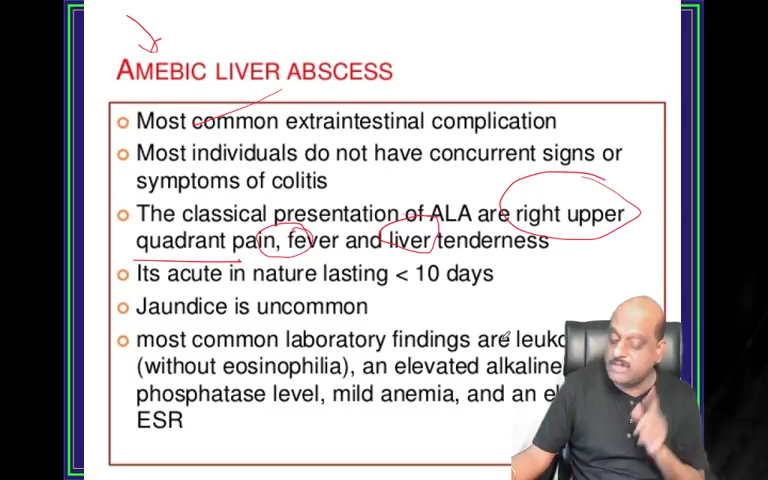 AMEBIC LIVER ABSCESS
Most common extraintestinal complication
Most individuals do not have concurrent signs or
symptoms of colitis
The classical presentation of ALA are right upper
quadrant pain, fever and liver tenderness
Its acute in nature lasting < 10 days
Jaundice is uncommon
most common laboratory findings are
(without eosinophilia), an elevated alkaline
phosphatase level, mild anemia, and an
ESR